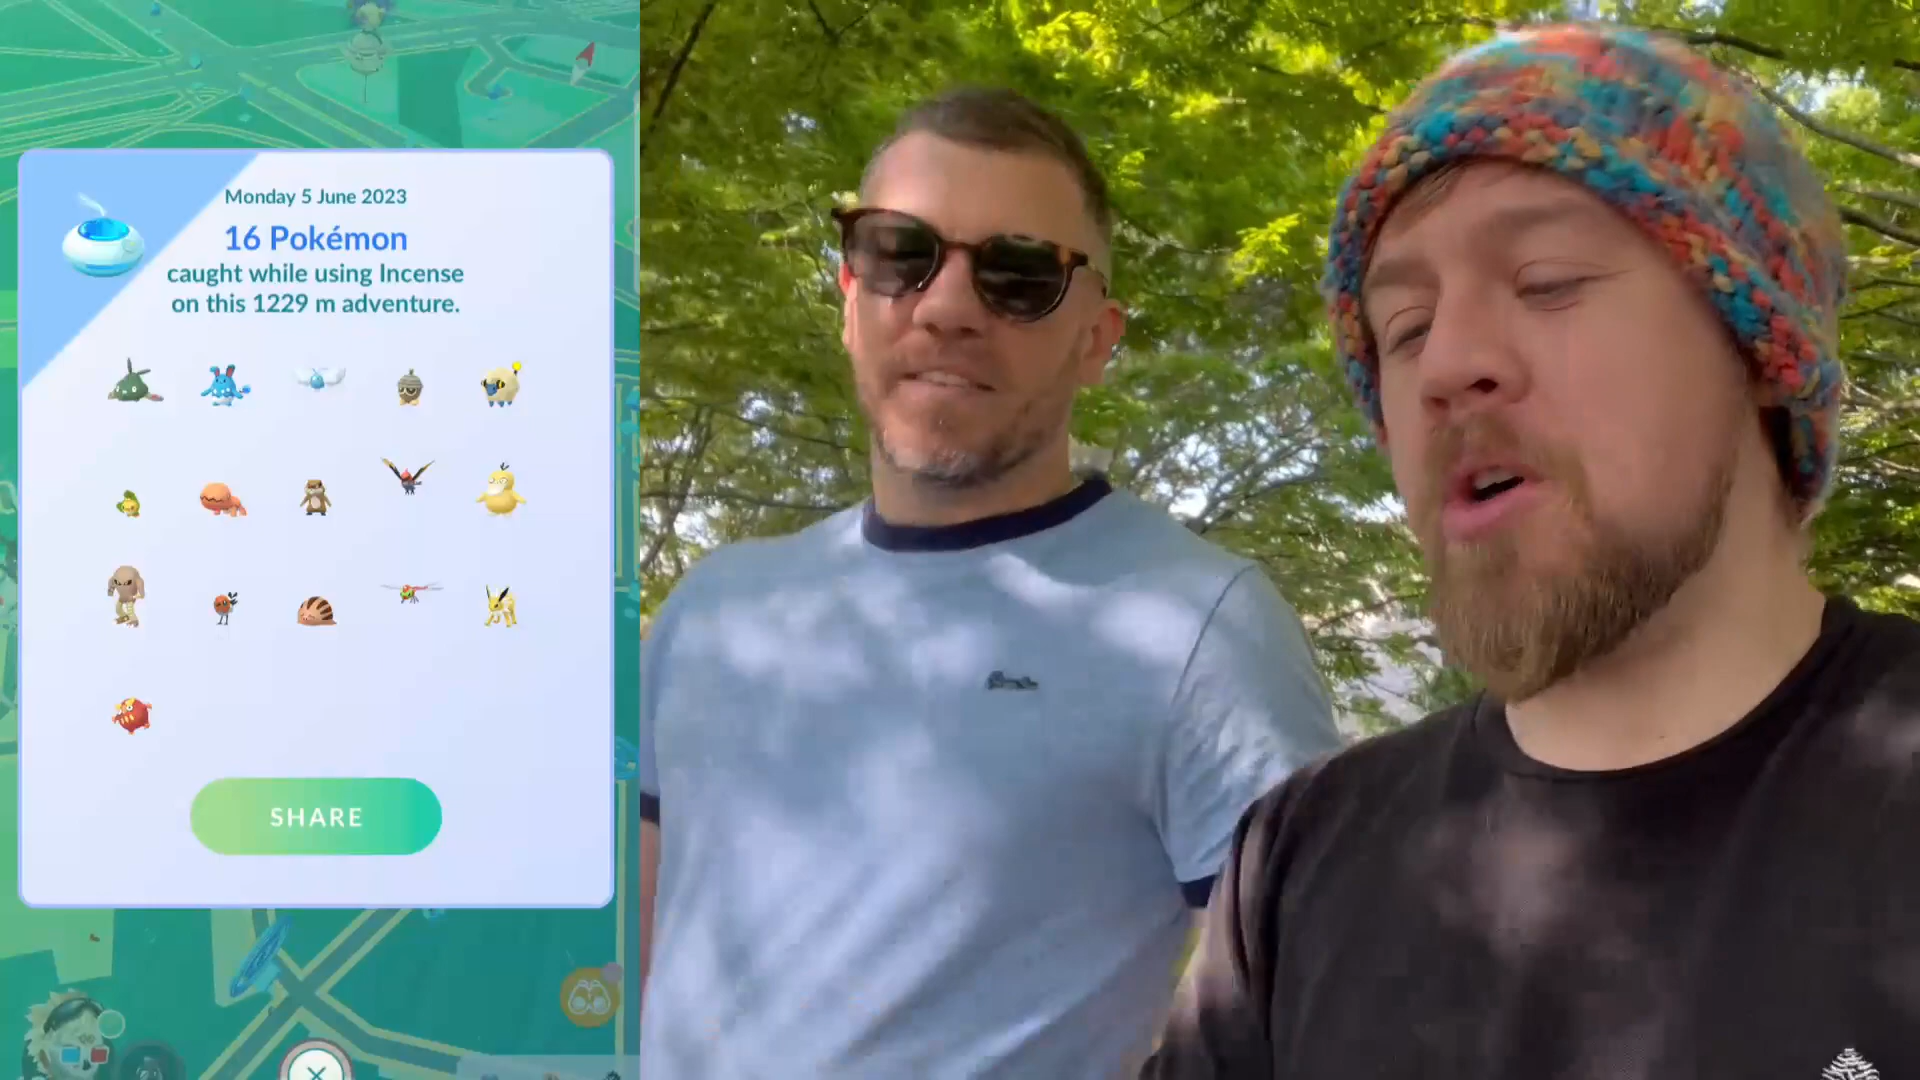 Monday 5 June 2023
16 Pokémon
caught while using Incense
on this 1229 m adventure.
SHARE